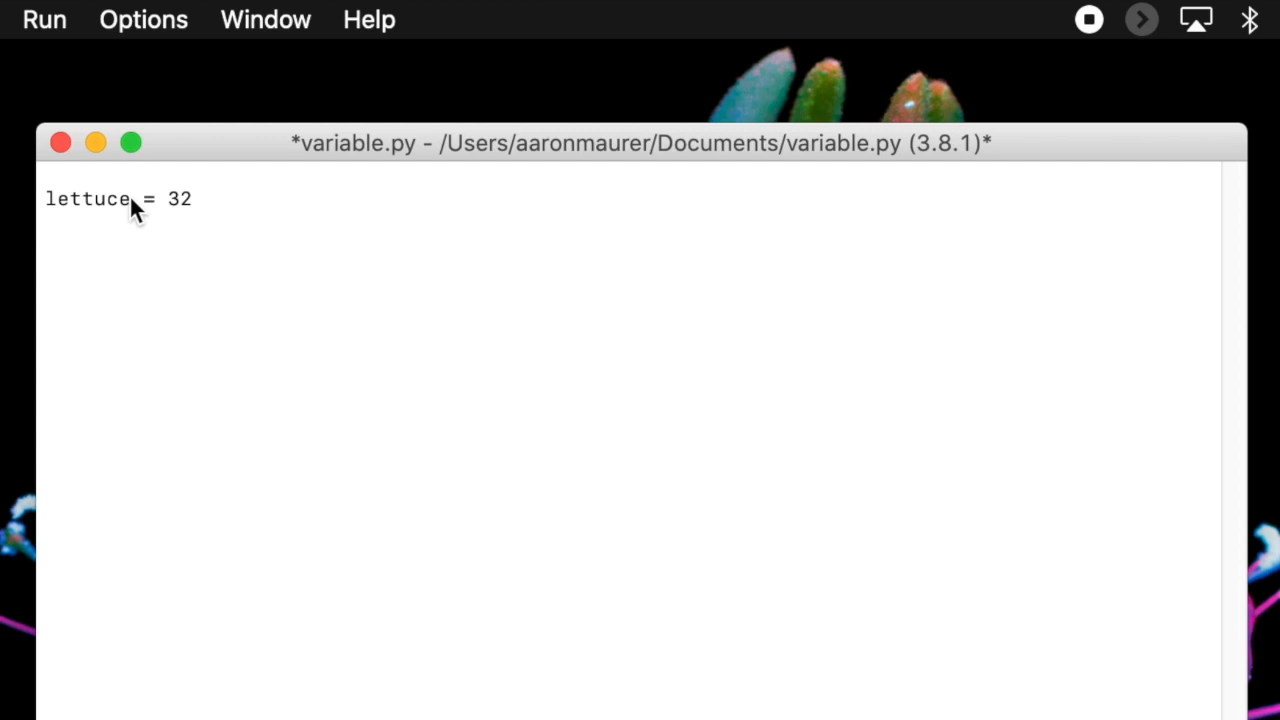 Run Options Window Help
*variable.py - /Users/aaronmaurer/Documents/variable.py (3.8.1)*
lettuce = 32